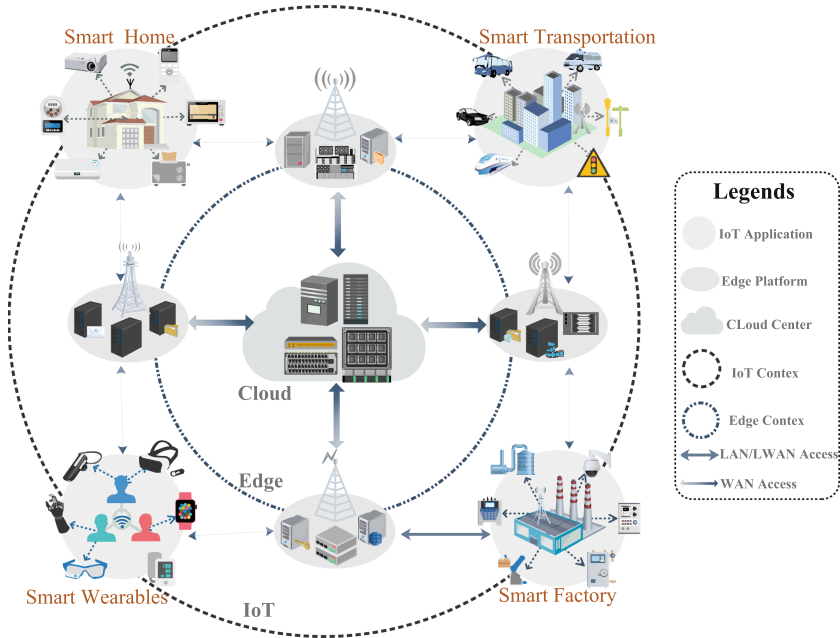 Smart Home
Smart Transportation
Legends
IoT Application
Edge Platform
CLoud Center
IoT Contex
Edge Contex
LAN/LWAN Access
WAN Access
Cloud
Edge
Smart Wearables
IoT
Smart Factory